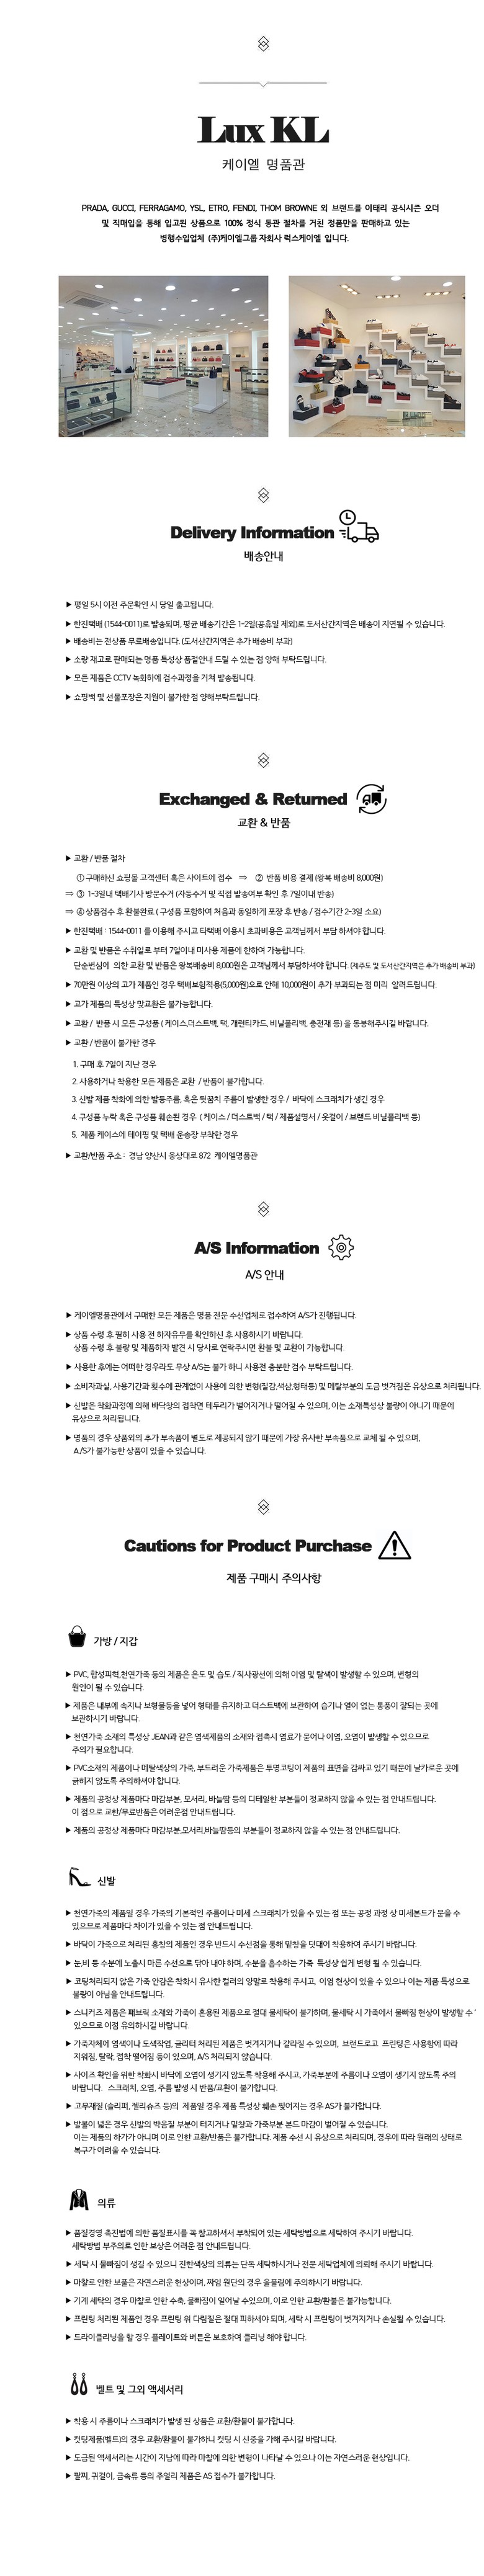 Lux KL
케이엘 명품관
PRADA, GUCCI, FERRAGAMO, YSL, ETRO, FENDI, THOM BROWNE 외 브랜드를 이태리 공식시즌 오더
및 직매입을 통해 입고된 상품으로 100% 정식 통관 절차를 거친 정품만을 판매하고 있는
병행수입업체 (주)케이엘그룹 자회사 럭스케이엘 입니다.
Delivery Information
배송안내
▶ 평일 5시 이전 주문확인 시 당일 출고됩니다.
▶ 한진택배 (1544-0011)로 발송되며, 평균 배송기간은 1-2일(공휴일 제외)로 도서산간지역은 배송이 지연될 수 있습니다.
▶ 배송비는 전상품 무료배송입니다. (도서산간지역은 추가 배송비 부과)
▶ 소량 재고로 판매되는 명품 특성상 품절안내 드릴 수 있는 점 양해 부탁드립니다.
▶ 모든 제품은 CCTV 녹화하에 검수과정을 거쳐 발송됩니다.
▶ 쇼핑백 및 선물포장은 지원이 불가한 점 양해부탁드립니다.
Exchanged & Returned
교환 & 반품
▶ 교환 / 반품 절차
① 구매하신 쇼핑몰 고객센터 혹은 사이트에 접수 ⇒ ② 반품 비용 결제 (왕복 배송비 8,000원)
⇒ ③ 1-3일내 택배기사 방문수거 (자동수거 및 직접 발송여부 확인 후 7일이내 반송)
⇒ ④ 상품검수 후 환불완료 ( 구성품 포함하여 처음과 동일하게 포장 후 반송 / 검수기간 2-3일 소요)
▶ 한진택배 : 1544-0011 를 이용해 주시고 타택배 이용시 초과비용은 고객님께서 부담 하셔야 합니다.
▶ 교환 및 반품은 수취일로 부터 7일이내 미사용 제품에 한하여 가능합니다.
단순변심에 의한 교환 및 반품은 왕복배송비 8,000원은 고객님께서 부담하셔야 합니다. (제주도 및 도서산간지역은 추가 배송비 부과)
▶ 70만원 이상의 고가 제품인 경우 택배보험적용(5,000원)으로 안해 10,000원이 추가 부과되는 점 미리 알려드립니다.
▶ 고가 제품의 특성상 맞교환은 불가능합니다.
▶ 교환 / 반품 시 모든 구성품 ( 케이스,더스트백, 택, 개런티카드, 비닐폴리백, 충전재 등) 을 동봉해주시길 바랍니다.
▶ 교환 / 반품이 불가한 경우
1. 구매 후 7일이 지난 경우
2. 사용하거나 착용한 모든 제품은 교환 / 반품이 불가합니다.
3. 신발 제품 착화에 의한 발등주름, 혹은 뒷꿈치 주름이 발생한 경우 / 바닥에 스크래치가 생긴 경우
4. 구성품 누락 혹은 구성품 훼손된 경우 ( 케이스 / 더스트백 / 택 / 제품설명서 / 옷걸이 / 브랜드 비닐폴리백 등)
5. 제품 케이스에 테이핑 및 택배 운송장 부착한 경우
▶ 교환/반품 주소 : 경남 양산시 웅상대로 872 케이엘명품관
A/S Information
A/S 안내
▶ 케이엘명품관에서 구매한 모든 제품은 명품 전문 수선업체로 접수하여 A/S가 진행됩니다.
▶ 상품 수령 후 필히 사용 전 하자유무를 확인하신 후 사용하시기 바랍니다.
상품 수령 후 불량 및 제품하자 발견 시 당사로 연락주시면 환불 및 교환이 가능합니다.
▶ 사용한 후에는 어떠한 경우라도 무상 A/S는 불가 하니 사용전 충분한 검수 부탁드립니다.
▶ 소비자과실, 사용기간과 횟수에 관계없이 사용에 의한 변형(질감,색상,형태등) 및 메탈부분의 도금 벗겨짐은 유상으로 처리됩니다.
▶ 신발은 착화과정에 의해 바닥창의 접착면 테두리가 벌어지거나 떨어질 수 있으며, 이는 소재특성상 불량이 아니기 때문에
유상으로 처리됩니다.
▶ 명품의 경우 상품외의 추가 부속품이 별도로 제공되지 않기 때문에 가장 유사한 부속품으로 교체 될 수 있으며,
A/S가 불가능한 상품이 있을 수 있습니다.
Cautions for Product Purchase
제품 구매시 주의사항
가방 / 지갑
▶ PVC, 합성피혁,천연가죽 등의 제품은 온도 및 습도 / 직사광선에 의해 이염 및 탈색이 발생할 수 있으며, 변형의
원인이 될 수 있습니다.
▶ 제품은 내부에 속지나 보형물등을 넣어 형태를 유지하고 더스트백에 보관하여 습기나 열이 없는 통풍이 잘되는 곳에
보관하시기 바랍니다.
▶ 천연가죽 소재의 특성상 JEAN과 같은 염색제품의 소재와 접촉시 염료가 묻어나 이염, 오염이 발생할 수 있으므로
주의가 필요합니다.
▶ PVC소재의 제품이나 메탈색상의 가죽, 부드러운 가죽제품은 투명코팅이 제품의 표면을 감싸고 있기 때문에 날카로운 곳에
긁히지 않도록 주의하셔야 합니다.
▶ 제품의 공정상 제품마다 마감부분, 모서리, 바늘땀 등의 디테일한 부분들이 정교하지 않을 수 있는 점 안내드립니다.
이 점으로 교환/무료반품은 어려운점 안내드립니다.
▶ 제품의 공정상 제품마다 마감부분,모서리,바늘땀등의 부분들이 정교하지 않을 수 있는 점 안내드립니다.
신발
▶ 천연가죽의 제품일 경우 가죽의 기본적인 주름이나 미세 스크래치가 있을 수 있는 점 또는 공정 과정 상 미세본드가 묻을 수
있으므로 제품마다 차이가 있을 수 있는 점 안내드립니다.
▶ 바닥이 가죽으로 처리된 홍창의 제품인 경우 반드시 수선점을 통해 밑창을 덧대어 착용하여 주시기 바랍니다.
▶ 눈,비 등 수분에 노출시 마른 수선으로 닦아 내야 하며, 수분을 흡수하는 가죽 특성상 쉽게 변형 될 수 있습니다.
▶ 코팅처리되지 않은 가죽 안감은 착화시 유사한 컬러의 양말로 착용해 주시고, 이염 현상이 있을 수 있으나 이는 제품 특성으로
불량이 아님을 안내드립니다.
▶ 스니커즈 제품은 패브릭 소재와 가죽이 혼용된 제품으로 절대 물세탁이 불가하며, 물세탁 시 가죽에서 물빠짐 현상이 발생할 수
있으므로 이점 유의하시길 바랍니다.
▶ 가죽자체에 염색이나 도색작업, 글리터 처리된 제품은 벗겨지거나 갈라질 수 있으며, 브랜드로고 프린팅은 사용함에 따라
지워짐, 탈락, 접착 떨어짐 등이 있으며, A/S 처리되지 않습니다.
▶ 사이즈 확인을 위한 착화시 바닥에 오염이 생기지 않도록 착용해 주시고, 가죽부분에 주름이나 오염이 생기지 않도록 주의
바랍니다. 스크래치, 오염, 주름 발생 시 반품/교환이 불가합니다.
▶ 고무재질 (슬리퍼, 젤리슈즈 등)의 제품일 경우 제품 특성상 훼손 찢어지는 경우 AS가 불가합니다.
▶ 발볼이 넓은 경우 신발의 박음질 부분이 터지거나 밑창과 가죽부분 본드 마감이 벌어질 수 있습니다.
이는 제품의 하가가 아니며 이로 인한 교환/반품은 불가합니다. 제품 수선 시 유상으로 처리되며, 경우에 따라 원래의 상태로
복구가 어려울 수 있습니다.
의류
▶ 품질경영 촉진법에 의한 품질표시를 꼭 참고하셔서 부착되어 있는 세탁방법으로 세탁하여 주시기 바랍니다.
세탁방법 부주의로 인한 보상은 어려운 점 안내드립니다.
▶ 세탁 시 물빠짐이 생길 수 있으니 진한색상의 의류는 단독 세탁하시거나 전문 세탁업체에 의뢰해 주시기 바랍니다.
▶ 마찰로 인한 보풀은 자연스러운 현상이며, 짜임 원단의 경우 올풀림에 주의하시기 바랍니다.
▶ 기계 세탁의 경우 마찰로 인한 수축, 물빠짐이 일어날 수있으며, 이로 인한 교환/환불은 불가능합니다.
▶ 프린팅 처리된 제품인 경우 프린팅 위 다림질은 절대 피하셔야 되며, 세탁 시 프린팅이 벗겨지거나 손실될 수 있습니다.
▶ 드라이클리닝을 할 경우 플레이트와 버튼은 보호하여 클리닝 해야 합니다.
벨트 및 그외 액세서리
▶ 착용 시 주름이나 스크래치가 발생 된 상품은 교환/환불이 불가합니다.
▶ 컷팅제품(벨트)의 경우 교환/환불이 불가하니 컷팅 시 신중을 가해 주시길 바랍니다.
▶ 도금된 액세서리는 시간이 지남에 따라 마찰에 의한 변형이 나타날 수 있으나 이는 자연스러운 현상입니다.
▶ 팔찌, 귀걸이, 금속류 등의 주얼리 제품은 AS 접수가 불가합니다.